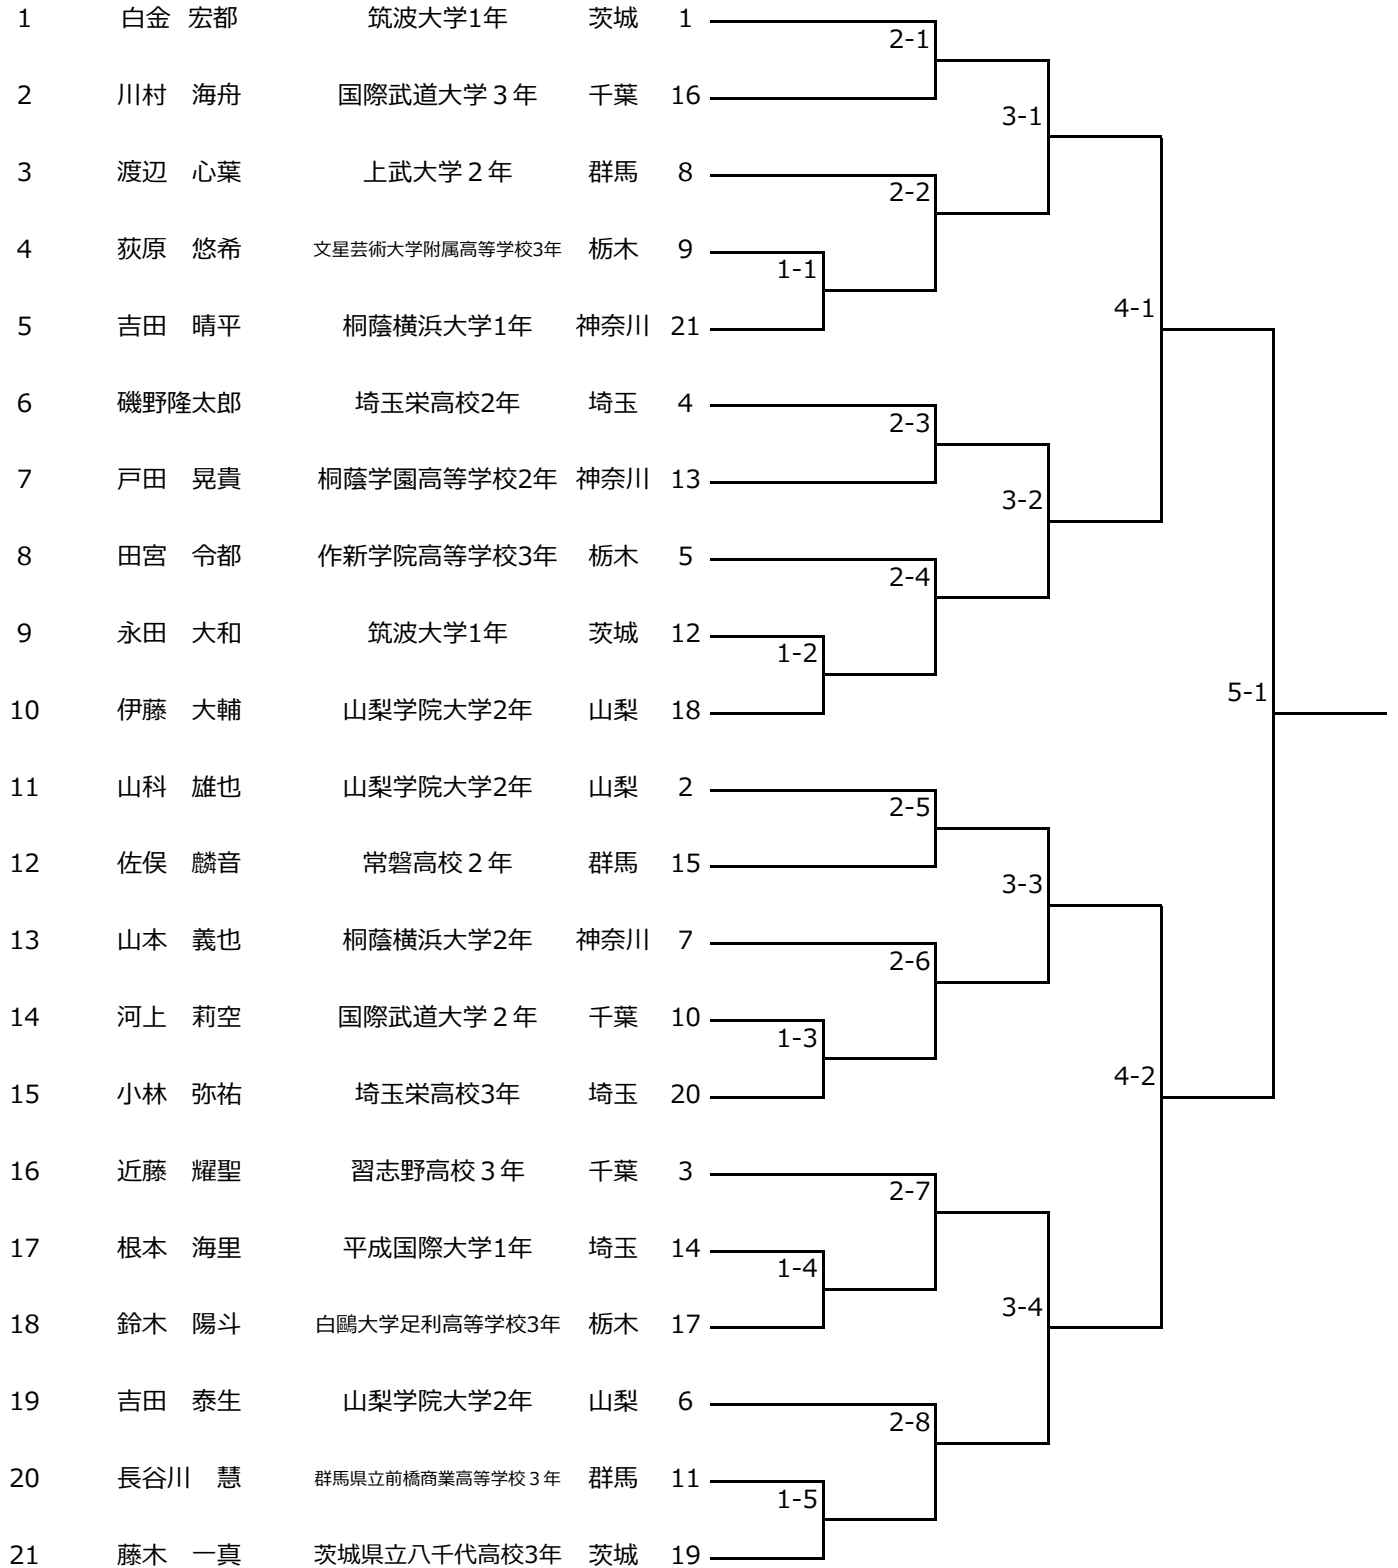 1 白金 宏都 筑波大学1年 茨城 1
2-1
2 川村 海舟 国際武道大学３年 千葉 16
3-1
3 渡辺 心葉 上武大学２年 群馬 8
2-2
4 荻原 悠希 文星芸術大学附属高等学校3年 栃木 9
1-1
4-1
5 吉田 晴平 桐蔭横浜大学1年 神奈川 21
6 磯野隆太郎 埼玉栄高校2年 埼玉 4
2-3
7 戸田 晃貴 桐蔭学園高等学校2年 神奈川 13
3-2
8 田宮 令都 作新学院高等学校3年 栃木 5
2-4
9 永田 大和 筑波大学1年 茨城 12
1-2
5-1
10 伊藤 大輔 山梨学院大学2年 山梨 18
11 山科 雄也 山梨学院大学2年 山梨 2
2-5
12 佐俣 麟音 常磐高校２年 群馬 15
3-3
13 山本 義也 桐蔭横浜大学2年 神奈川 7
2-6
14 河上 莉空 国際武道大学２年 千葉 10
1-3
4-2
15 小林 弥祐 埼玉栄高校3年 埼玉 20
16 近藤 耀聖 習志野高校３年 千葉 3
2-7
17 根本 海里 平成国際大学1年 埼玉 14
1-4
3-4
18 鈴木 陽斗 白鷗大学足利高等学校3年 栃木 17
19 吉田 泰生 山梨学院大学2年 山梨 6
2-8
20 長谷川 慧 群馬県立前橋商業高等学校３年 群馬 11
1-5
21 藤木 一真 茨城県立八千代高校3年 茨城 19